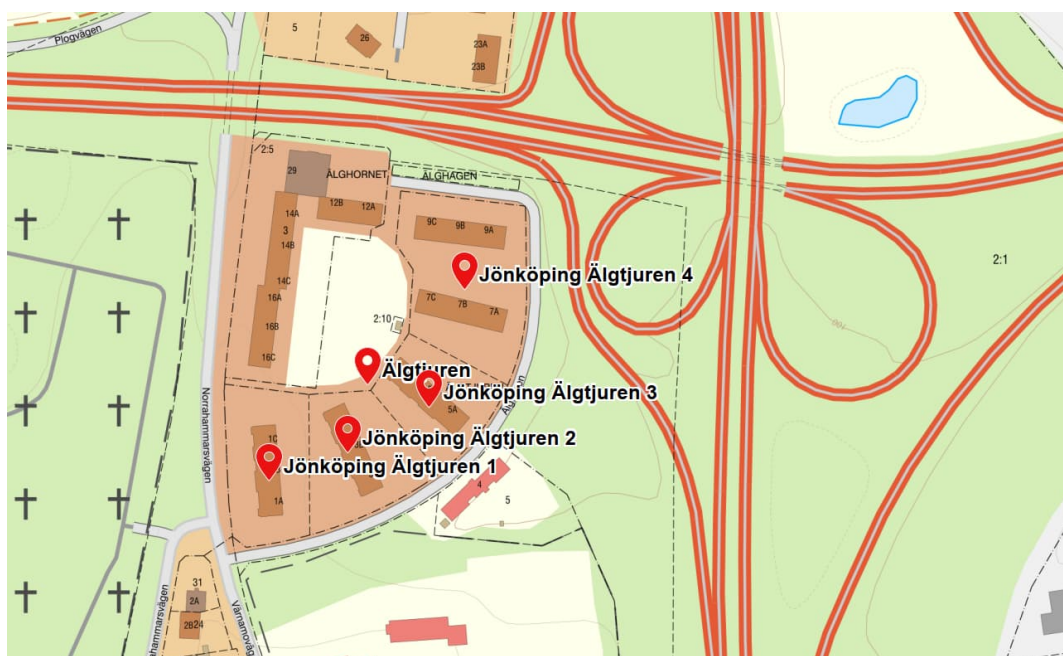 Plogvägen
5
26
23A
23B
2:5
29
ÄLGHORNET
ÄLGHAGEN
12B
12A
14A
3
14B
14C
16A
16B
16C
9C
9B
9A
2:1
Jönköping Älgtjuren 4
7C
7B
7A
2:10
100
Älgtjuren
Jönköping Älgtjuren 3
5A
Norrahammarsvägen
Jönköping Älgtjuren 2
1C
Jönköping Älgtjuren 1
1A
4
5
31
2A
2B
24